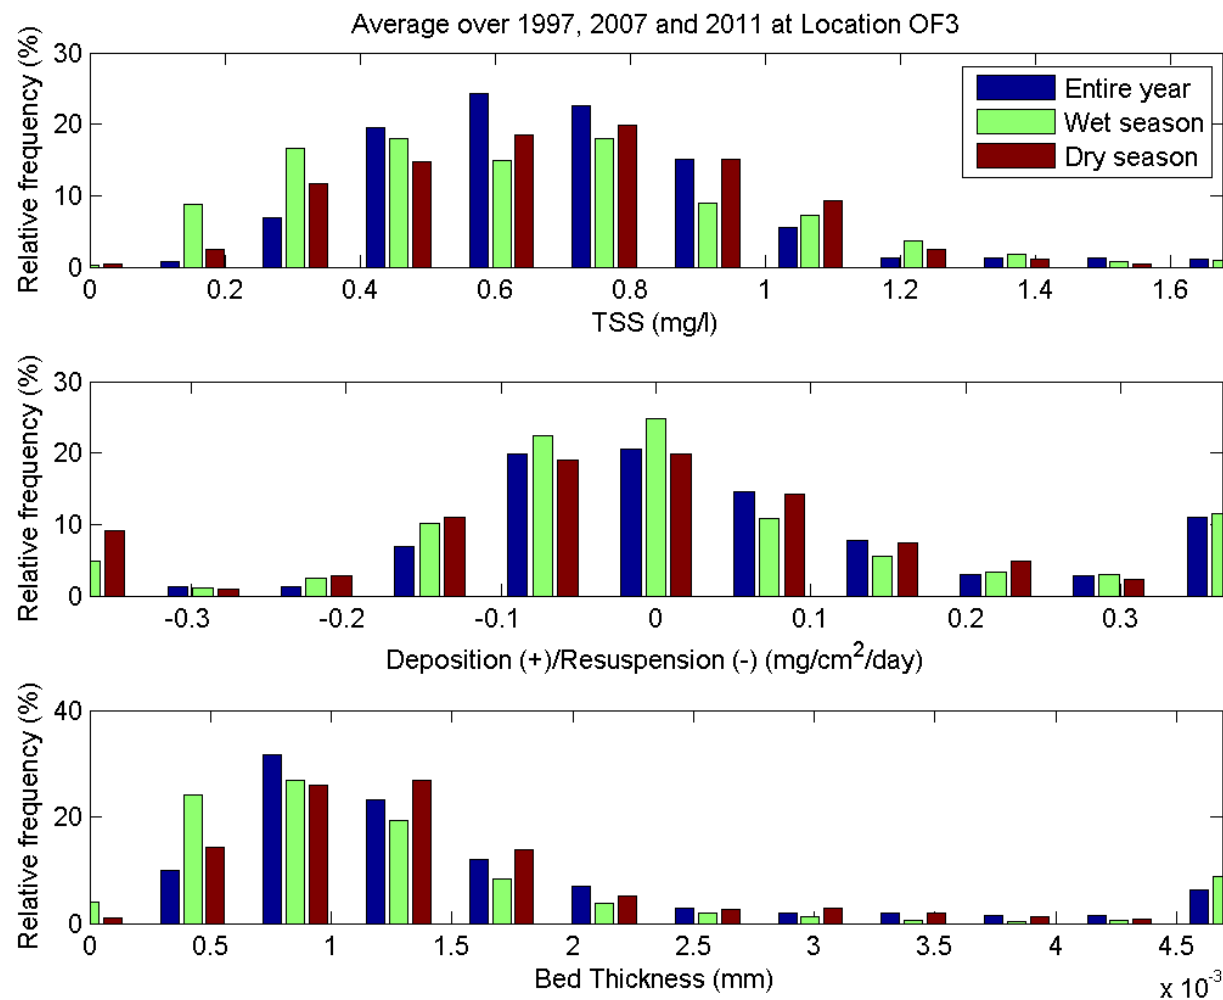 Average over 1997, 2007 and 2011 at Location OF3
Relative frequency (%)
30
20
10
0
Entire year
Wet season
Dry season
0 0.2 0.4 0.6 0.8 1 1.2 1.4 1.6
TSS (mg/l)
Relative frequency (%)
30
20
10
0
-0.3 -0.2 -0.1 0 0.1 0.2 0.3
Deposition (+)/Resuspension (-) (mg/cm²/day)
Relative frequency (%)
40
20
0
0 0.5 1 1.5 2 2.5 3 3.5 4 4.5
Bed Thickness (mm)
x 10⁻³